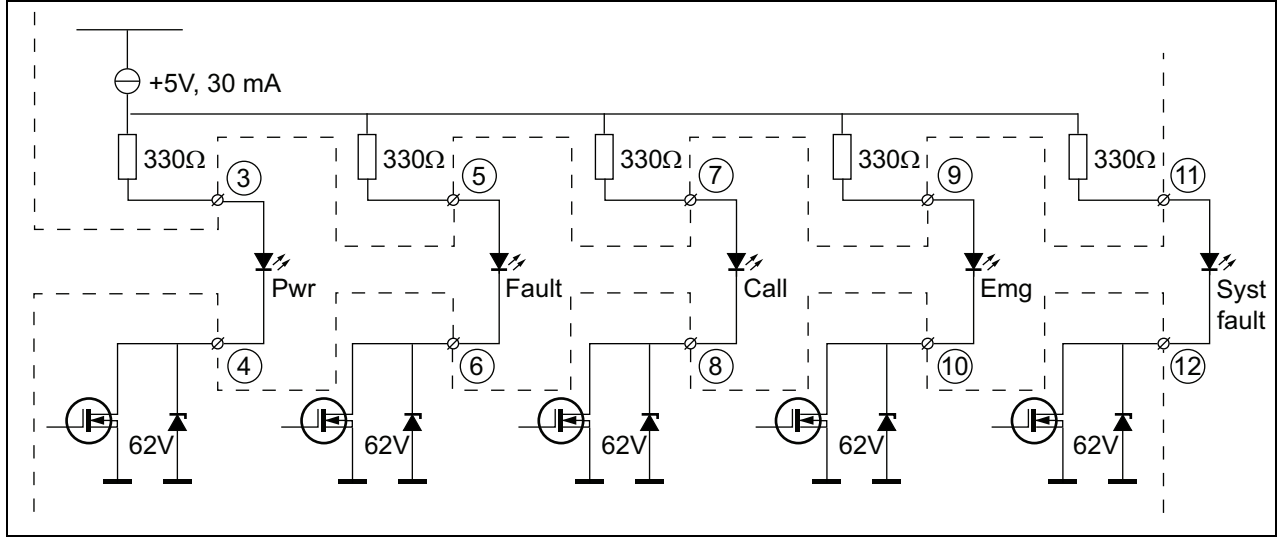 +5V, 30 mA
330Ω 330Ω 330Ω 330Ω 330Ω
3 5 7 9 11
Pwr Fault Call Emg Syst
fault
4 6 8 10 12
62V 62V 62V 62V 62V